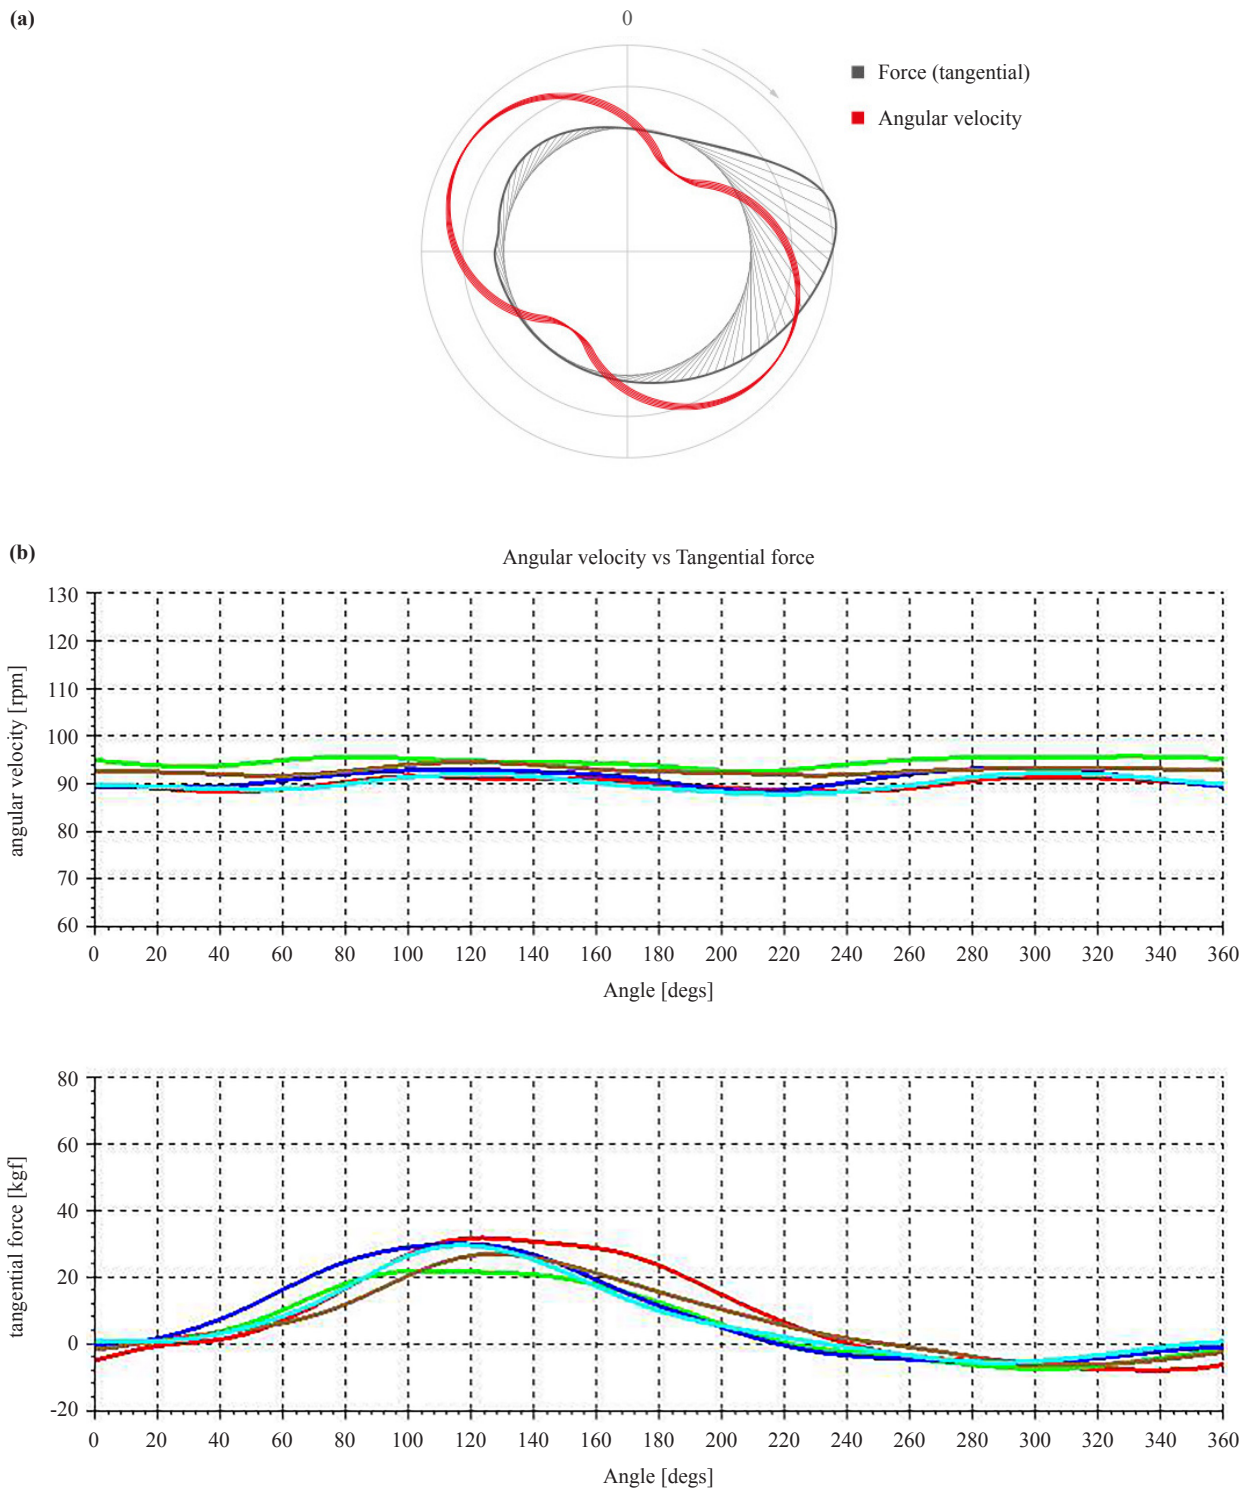 (a)
0
Force (tangential)
Angular velocity
(b)
Angular velocity vs Tangential force
angular velocity [rpm]
130
120
110
100
90
80
70
60
0 20 40 60 80 100 120 140 160 180 200 220 240 260 280 300 320 340 360
Angle [degs]
tangential force [kgf]
80
60
40
20
0
-20
0 20 40 60 80 100 120 140 160 180 200 220 240 260 280 300 320 340 360
Angle [degs]